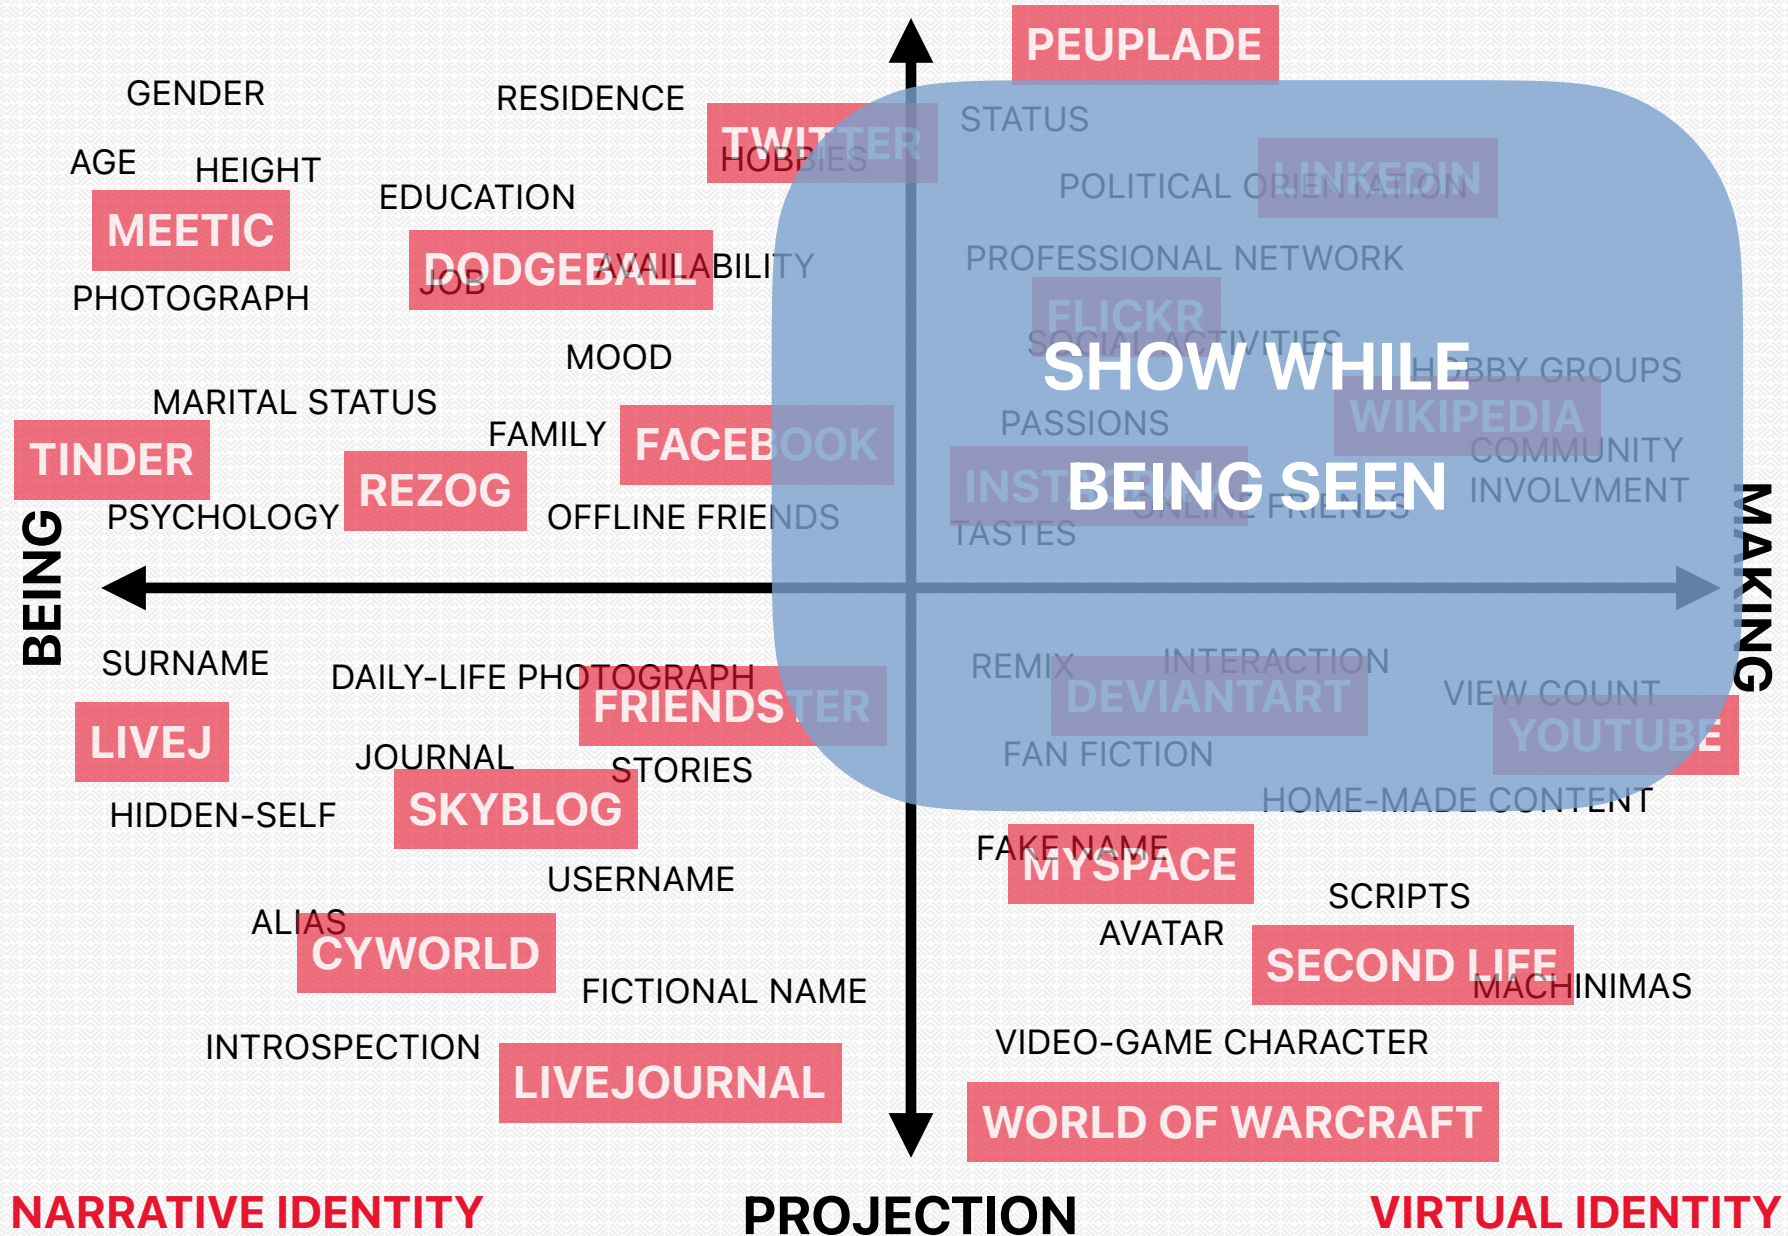 PEUPLADE
GENDER
RESIDENCE
STATUS
TWITTER
HOBBIES
AGE
HEIGHT
EDUCATION
POLITICAL ORIENTATION
LINKEDIN
MEETIC
DODGEBALL
JOB
AVAILABILITY
PROFESSIONAL NETWORK
PHOTOGRAPH
FLICKR
SOCIAL ACTIVITIES
MOOD
SHOW WHILE
HOBBY GROUPS
MARITAL STATUS
FAMILY
FACEBOOK
PASSIONS
WIKIPEDIA
TINDER
REZOG
COMMUNITY
INVOLVMENT
BEING SEEN
ONLINE FRIENDS
PSYCHOLOGY
OFFLINE FRIENDS
TASTES
BEING
MAKING
SURNAME
DAILY-LIFE PHOTOGRAPH
REMIX
INTERACTION
FRIENDSTER
DEVIANTART
VIEW COUNT
LIVEJ
YOUTUBE
JOURNAL
STORIES
FAN FICTION
SKYBLOG
HIDDEN-SELF
HOME-MADE CONTENT
FAKE NAME
MYSPACE
USERNAME
SCRIPTS
ALIAS
AVATAR
CYWORLD
SECOND LIFE
MACHINIMAS
FICTIONAL NAME
INTROSPECTION
VIDEO-GAME CHARACTER
LIVEJOURNAL
WORLD OF WARCRAFT
NARRATIVE IDENTITY
PROJECTION
VIRTUAL IDENTITY